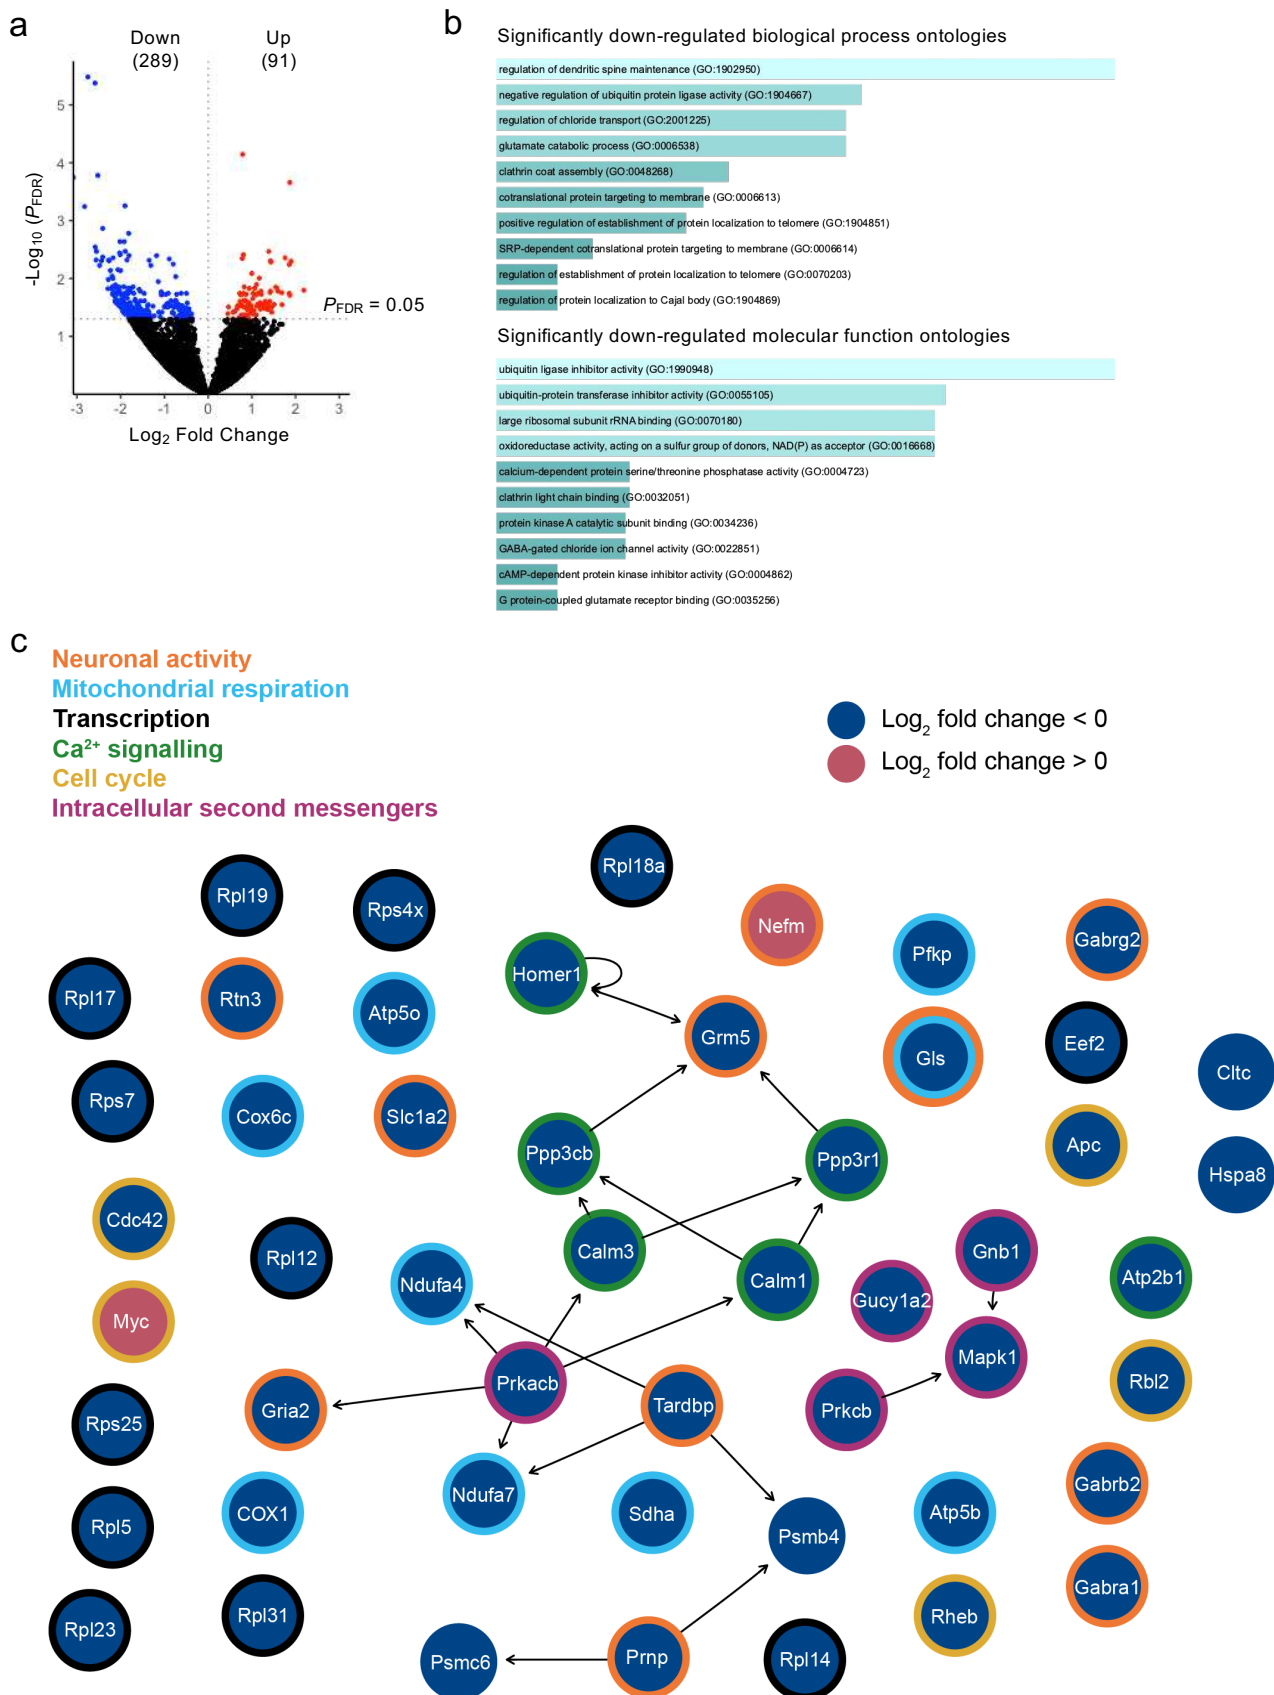 a
Down
(289)
Up
(91)
5
4
3
2
1
-Log10 (PFDR)
PFDR = 0.05
-3 -2 -1 0 1 2 3
Log2 Fold Change
b
Significantly down-regulated biological process ontologies
regulation of dendritic spine maintenance (GO:1902950)
negative regulation of ubiquitin protein ligase activity (GO:1904667)
regulation of chloride transport (GO:2001225)
glutamate catabolic process (GO:0006538)
clathrin coat assembly (GO:0048268)
cotranslational protein targeting to membrane (GO:0006613)
positive regulation of establishment of protein localization to telomere (GO:1904851)
SRP-dependent cotranslational protein targeting to membrane (GO:0006614)
regulation of establishment of protein localization to telomere (GO:0070203)
regulation of protein localization to Cajal body (GO:1904869)
Significantly down-regulated molecular function ontologies
ubiquitin ligase inhibitor activity (GO:1990948)
ubiquitin-protein transferase inhibitor activity (GO:0055105)
large ribosomal subunit rRNA binding (GO:0070180)
oxidoreductase activity, acting on a sulfur group of donors, NAD(P) as acceptor (GO:0016668)
calcium-dependent protein serine/threonine phosphatase activity (GO:0004723)
clathrin light chain binding (GO:0032051)
protein kinase A catalytic subunit binding (GO:0034236)
GABA-gated chloride ion channel activity (GO:0022851)
cAMP-dependent protein kinase inhibitor activity (GO:0004862)
G protein-coupled glutamate receptor binding (GO:0035256)
c
Neuronal activity
Mitochondrial respiration
Transcription
Ca2+ signalling
Cell cycle
Intracellular second messengers
Log2 fold change < 0
Log2 fold change > 0
Rpl18a
Rpl19
Rps4x
Nefm
Gabrg2
Pfkp
Homer1
Rpl17
Rtn3
Atp5o
Grm5
Gls
Eef2
Cltc
Rps7
Cox6c
Slc1a2
Ppp3cb
Ppp3r1
Apc
Hspa8
Cdc42
Rpl12
Calm3
Gnb1
Ndufa4
Calm1
Atp2b1
Gucy1a2
Myc
Mapk1
Prkacb
Rbl2
Gria2
Tardbp
Prkcb
Rps25
Gabrb2
Ndufa7
COX1
Sdha
Atp5b
Rpl5
Psmb4
Gabra1
Rpl31
Rheb
Rpl23
Prnp
Psmc6
Rpl14